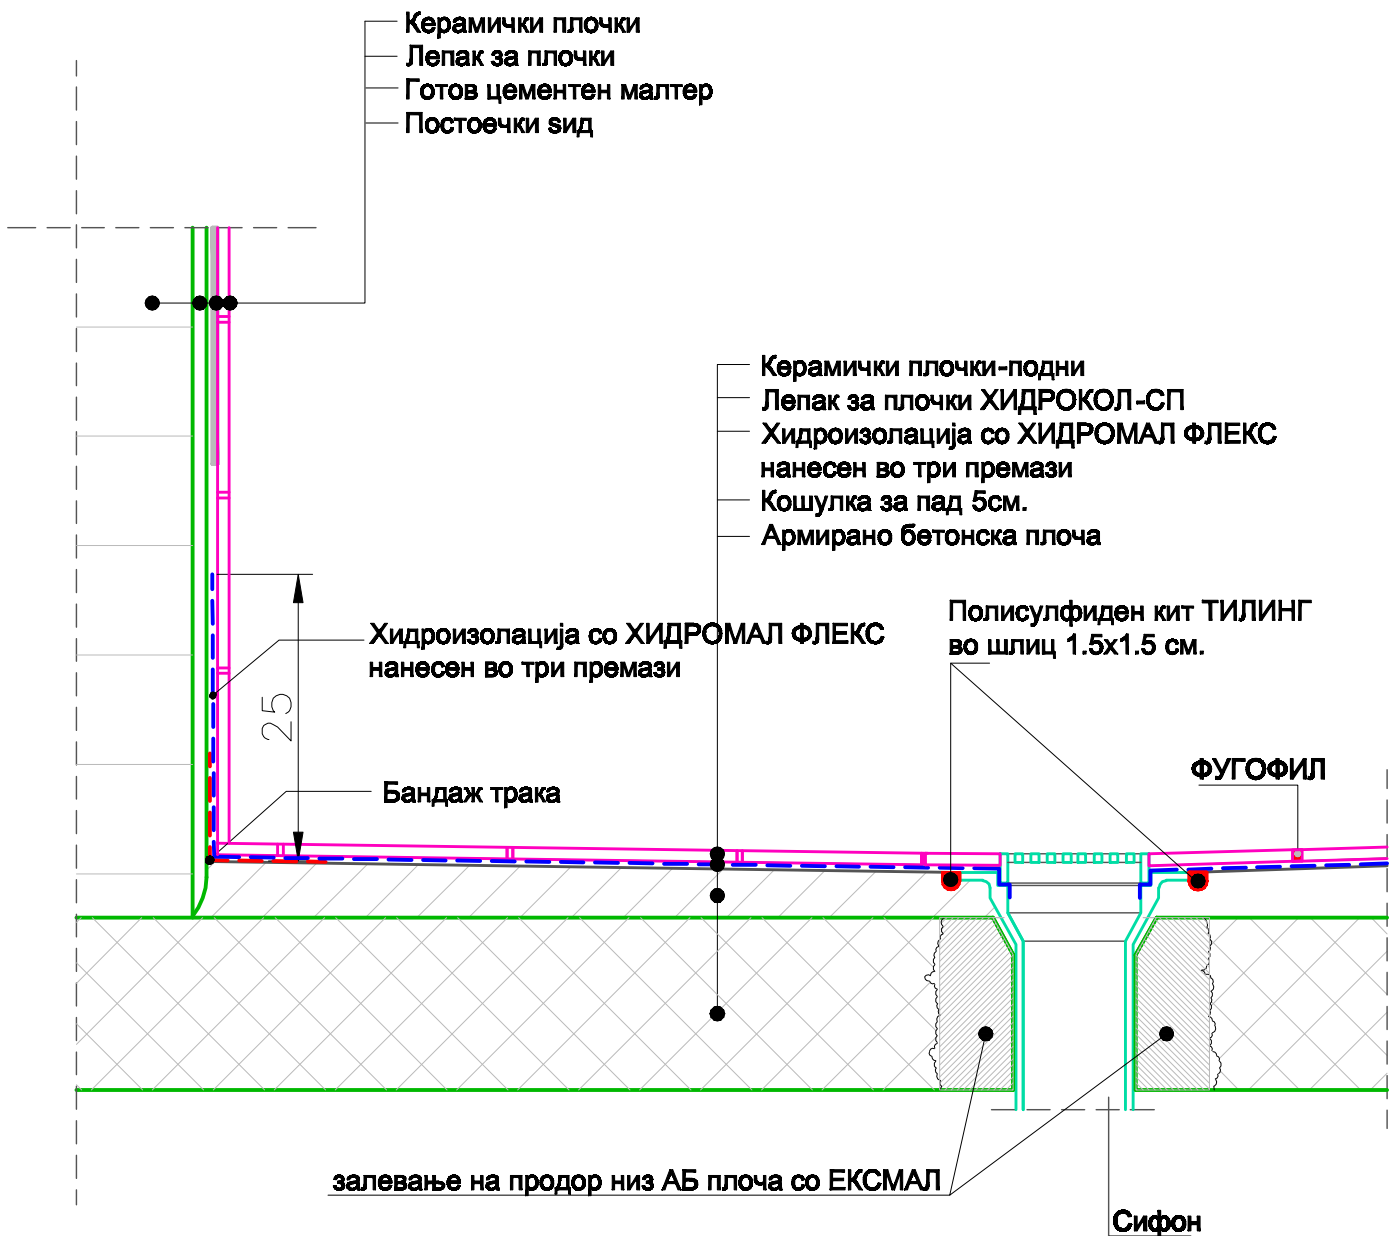 Керамички плочки
Лепак за плочки
Готов цементен малтер
Постоечки ѕид
Керамички плочки-подни
Лепак за плочки ХИДРОКОЛ-СП
Хидроизолација со ХИДРОМАЛ ФЛЕКС
нанесен во три премази
Кошулка за пад 5см.
Армирано бетонска плоча
Полисулфиден кит ТИЛИНГ
во шлиц 1.5x1.5 см.
Хидроизолација со ХИДРОМАЛ ФЛЕКС
нанесен во три премази
25
ФУГОФИЛ
Бандаж трака
залевање на продор низ АБ плоча со ЕКСМАЛ
Сифон